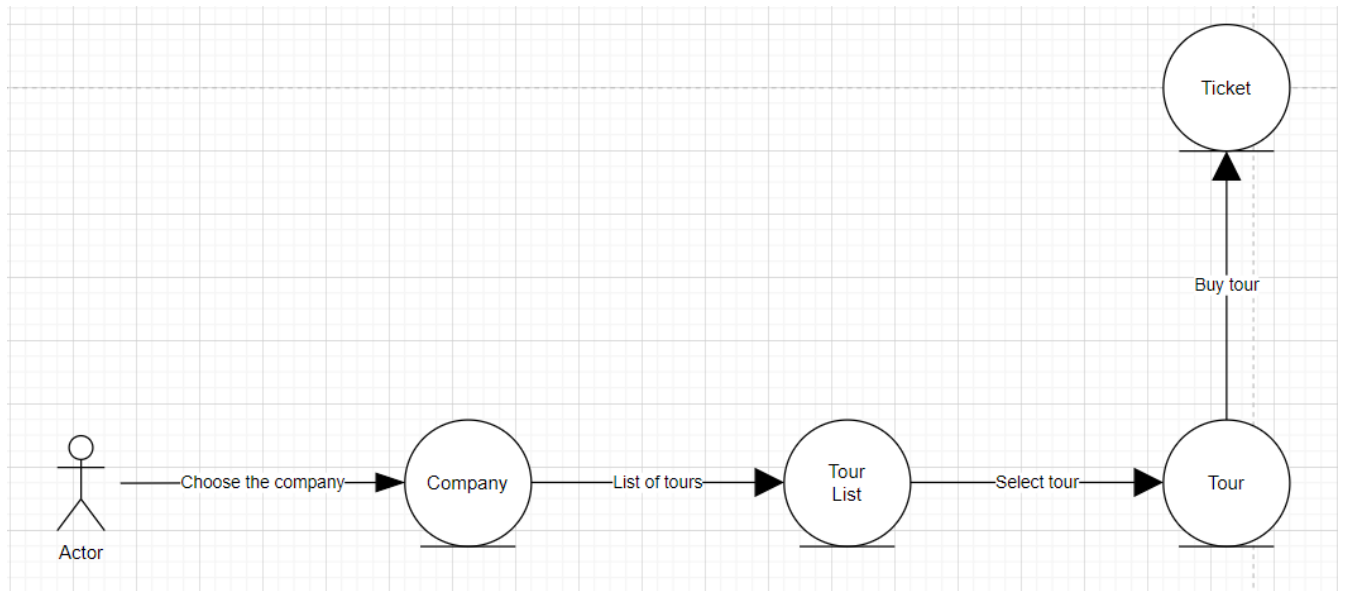 Ticket
Buy tour
Choose the company
Company
List of tours
Tour
List
Select tour
Tour
Actor